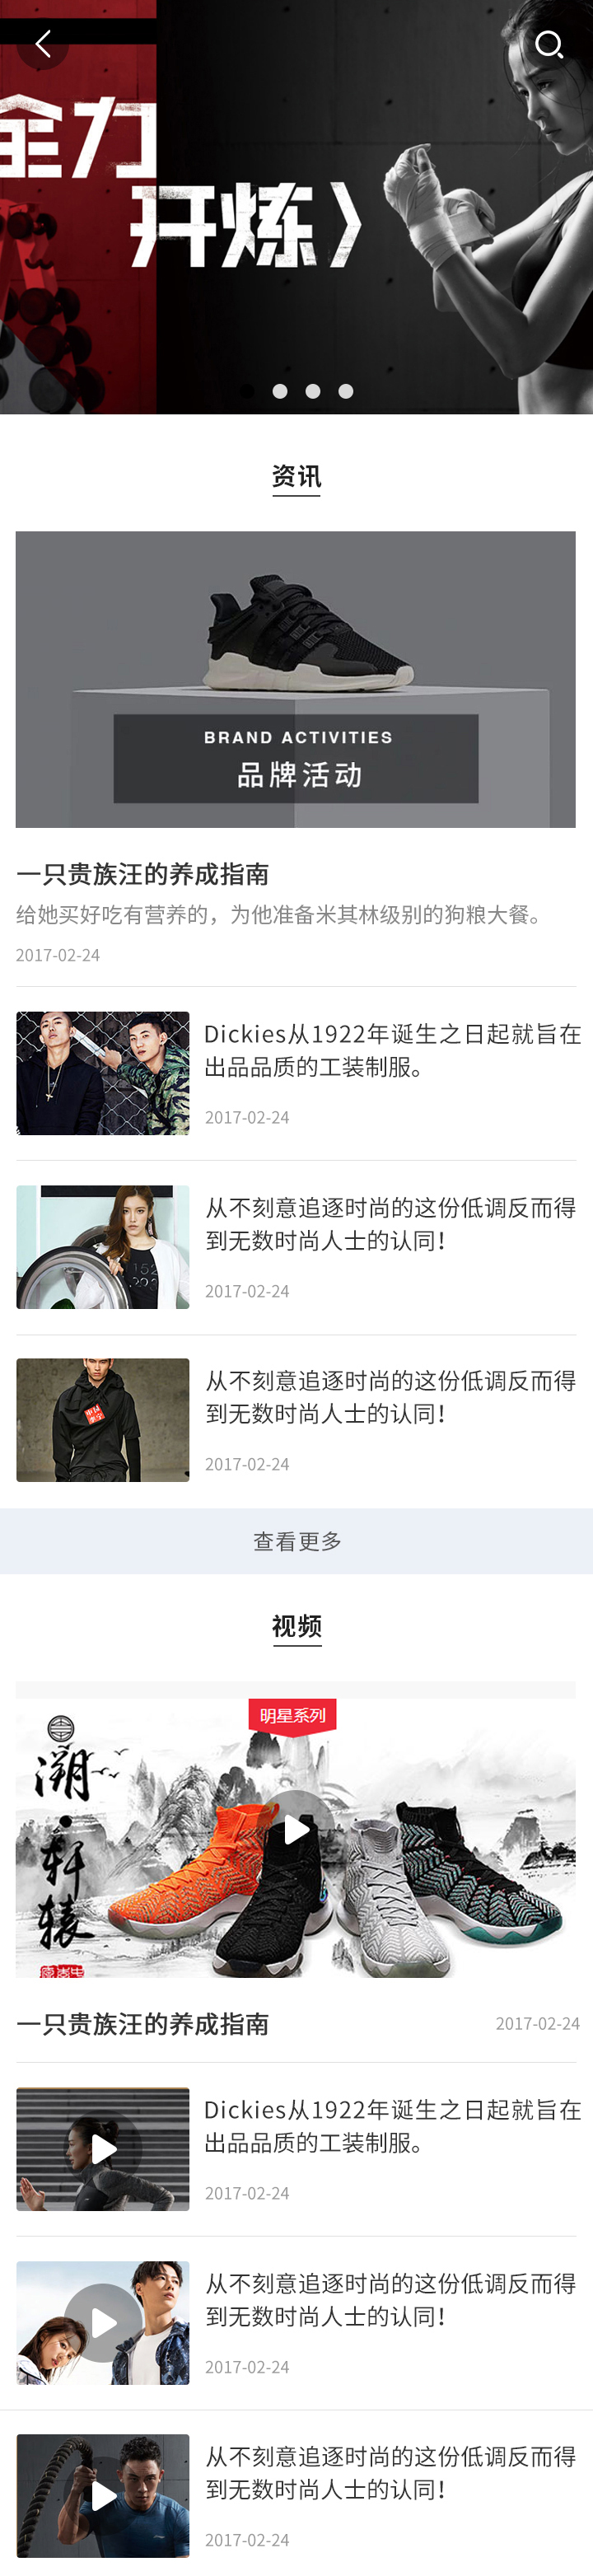 全力
开炼》
资讯
BRAND ACTIVITIES
品牌活动
一只贵族汪的养成指南
给她买好吃有营养的，为他准备米其林级别的狗粮大餐。
2017-02-24
Dickies从1922年诞生之日起就旨在
出品品质的工装制服。
2017-02-24
从不刻意追逐时尚的这份低调反而得
到无数时尚人士的认同！
2017-02-24
从不刻意追逐时尚的这份低调反而得
到无数时尚人士的认同！
2017-02-24
查看更多
视频
明星系列
溯·轩辕
一只贵族汪的养成指南
2017-02-24
Dickies从1922年诞生之日起就旨在
出品品质的工装制服。
2017-02-24
从不刻意追逐时尚的这份低调反而得
到无数时尚人士的认同！
2017-02-24
从不刻意追逐时尚的这份低调反而得
到无数时尚人士的认同！
2017-02-24